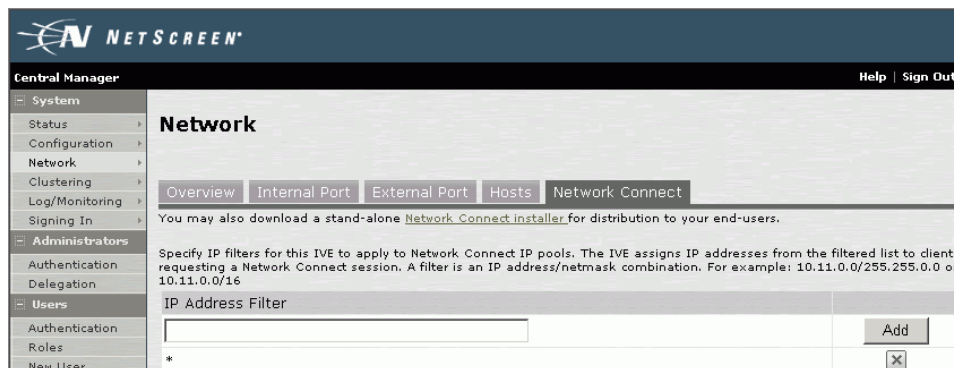 NETSCREEN
Central Manager
Help | Sign Out
System
Status
Configuration
Network
Clustering
Log/Monitoring
Signing In
Administrators
Authentication
Delegation
Users
Authentication
Roles
New User
Network
Overview
Internal Port
External Port
Hosts
Network Connect
You may also download a stand-alone Network Connect installer for distribution to your end-users.
Specify IP filters for this IVE to apply to Network Connect IP pools. The IVE assigns IP addresses from the filtered list to client
requesting a Network Connect session. A filter is an IP address/netmask combination. For example: 10.11.0.0/255.255.0.0 o
10.11.0.0/16
IP Address Filter
Add
*